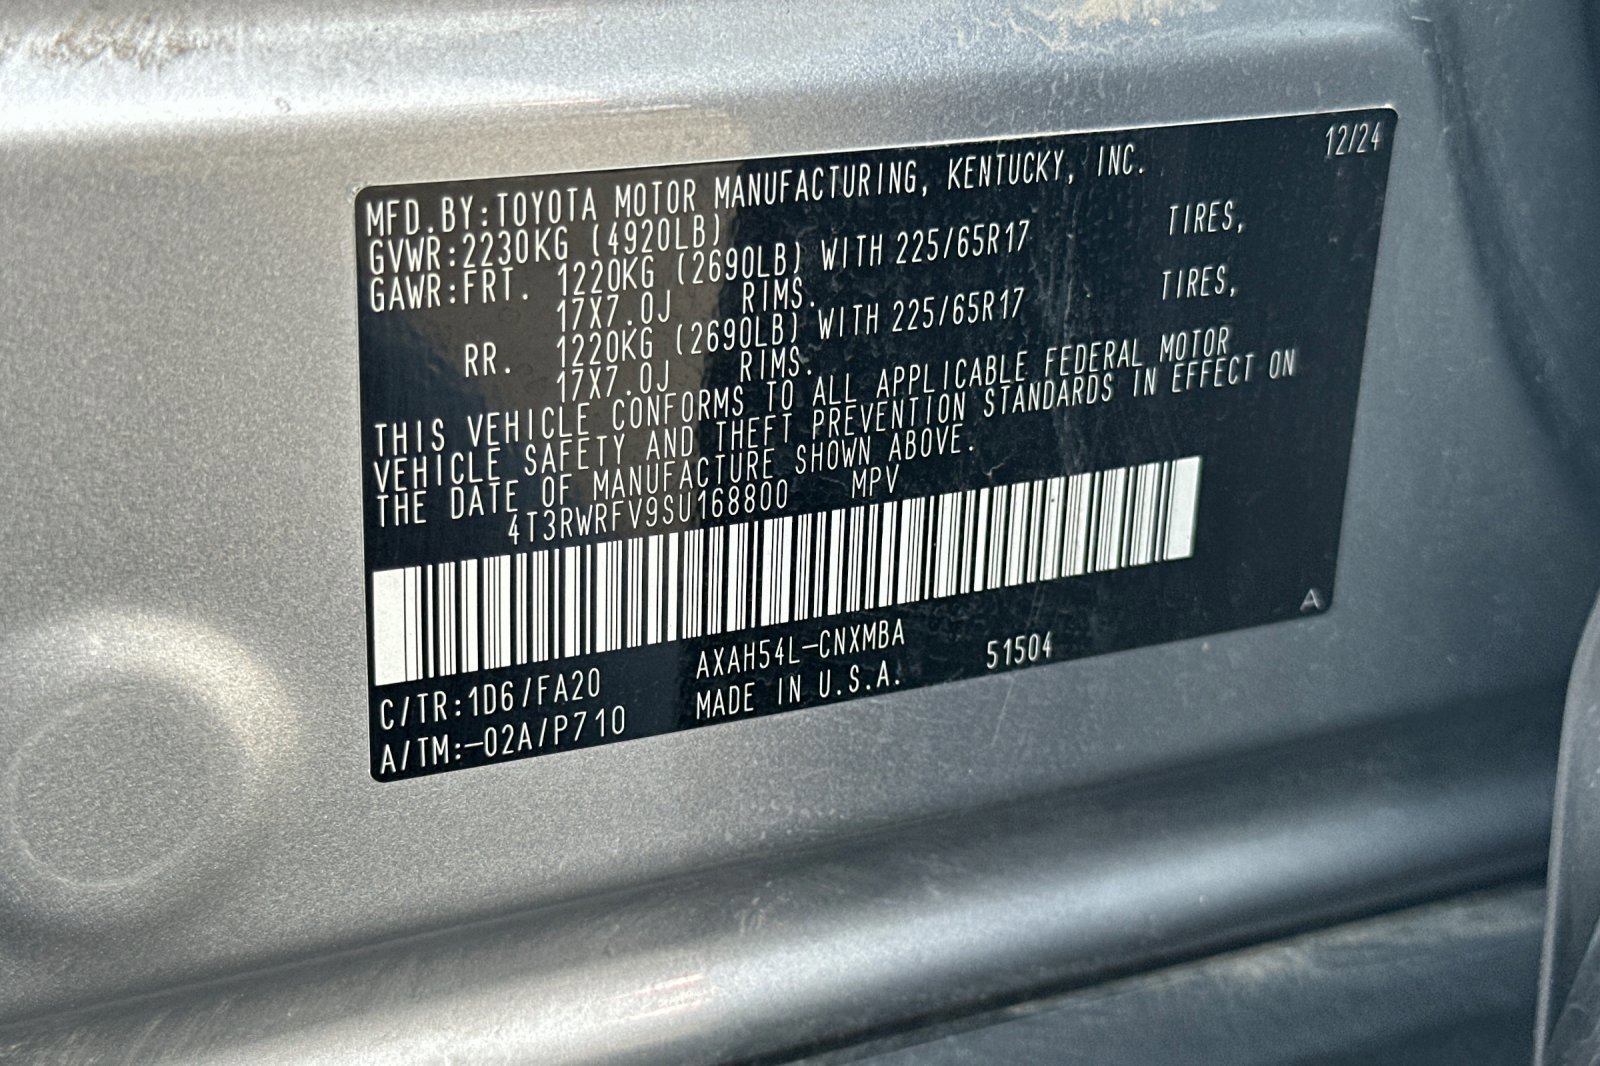 12/24
MFD.BY:TOYOTA MOTOR MANUFACTURING, KENTUCKY, INC.
GVWR:2230KG (4920LB)
GAWR:FRT. 1220KG (2690LB) WITH 225/65R17 TIRES,
17X7.0J RIMS.
RR. 1220KG (2690LB) WITH 225/65R17 TIRES,
17X7.0J RIMS.
THIS VEHICLE CONFORMS TO ALL APPLICABLE FEDERAL MOTOR
VEHICLE SAFETY AND THEFT PREVENTION STANDARDS IN EFFECT ON
THE DATE OF MANUFACTURE SHOWN ABOVE.
4T3RWRFV9SU168800 MPV
A
C/TR:1D6/FA20 AXAH54L-CNXMBA 51504
A/TM:-02A/P710 MADE IN U.S.A.